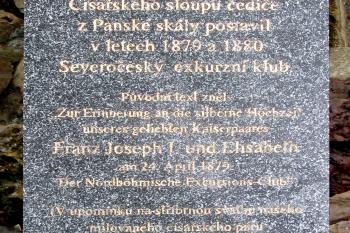 Císařského sloupu čediče
z Panské skály postavil
v letech 1879 a 1880
Severočeský exkurzní klub
Původní text zněl
„Zur Erinnerung an die silberne Hochzeit
unseres geliebten Kaiserpaares
Franz Joseph I. und Elisabeth
am 24. April 1879
Der Nordböhmische Excursions-Club“
(V upomínku na stříbrnou svatbu našeho
milovaného císařského páru